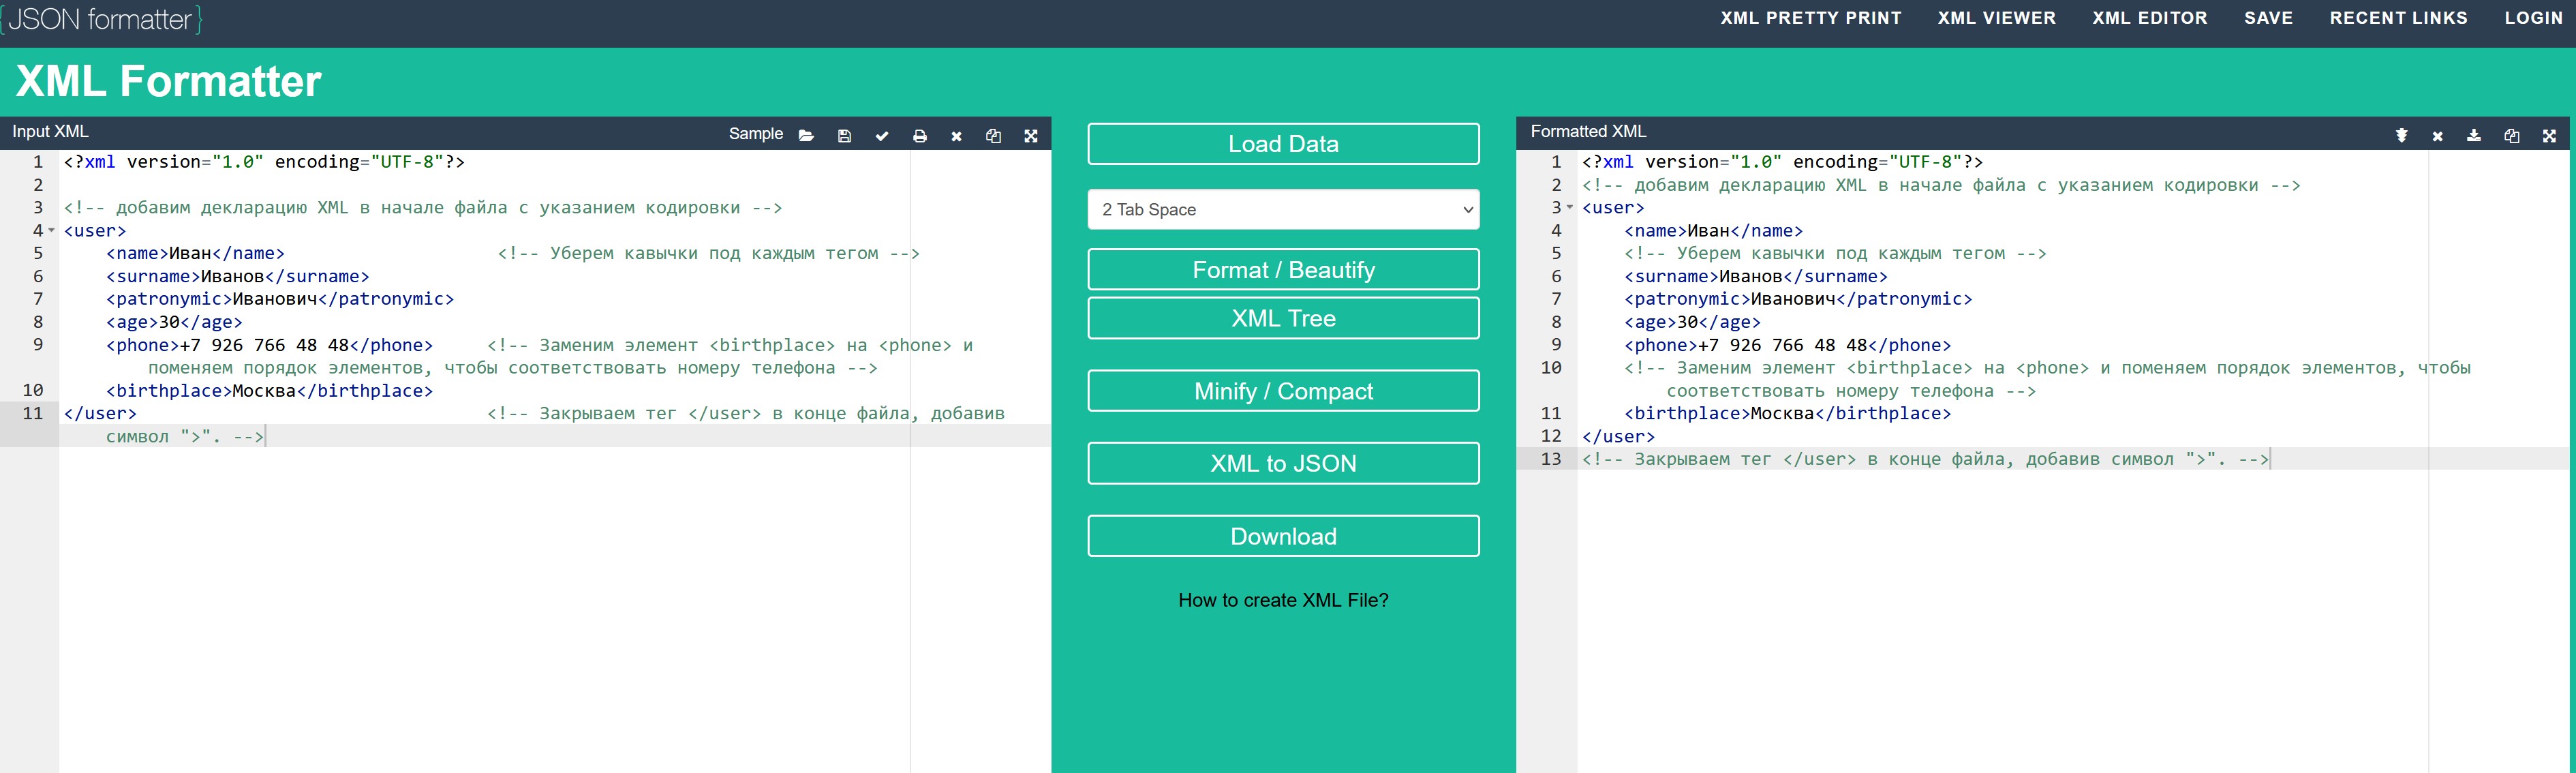 {JSON formatter}
XML PRETTY PRINT XML VIEWER XML EDITOR SAVE RECENT LINKS LOGIN
XML Formatter
Input XML
Sample
1 <?xml version="1.0" encoding="UTF-8"?>
2
3 <!-- добавим декларацию XML в начале файла с указанием кодировки -->
4 <user>
5 <name>Иван</name> <!-- Уберем кавычки под каждым тегом -->
6 <surname>Иванов</surname>
7 <patronymic>Иванович</patronymic>
8 <age>30</age>
9 <phone>+7 926 766 48 48</phone> <!-- Заменим элемент <birthplace> на <phone> и
поменяем порядок элементов, чтобы соответствовать номеру телефона -->
10 <birthplace>Москва</birthplace>
11 </user> <!-- Закрываем тег </user> в конце файла, добавив
символ ">". -->
Load Data
2 Tab Space
Format / Beautify
XML Tree
Minify / Compact
XML to JSON
Download
How to create XML File?
Formatted XML
1 <?xml version="1.0" encoding="UTF-8"?>
2 <!-- добавим декларацию XML в начале файла с указанием кодировки -->
3 <user>
4 <name>Иван</name>
5 <!-- Уберем кавычки под каждым тегом -->
6 <surname>Иванов</surname>
7 <patronymic>Иванович</patronymic>
8 <age>30</age>
9 <phone>+7 926 766 48 48</phone>
10 <!-- Заменим элемент <birthplace> на <phone> и поменяем порядок элементов, чтобы
соответствовать номеру телефона -->
11 <birthplace>Москва</birthplace>
12 </user>
13 <!-- Закрываем тег </user> в конце файла, добавив символ ">". -->